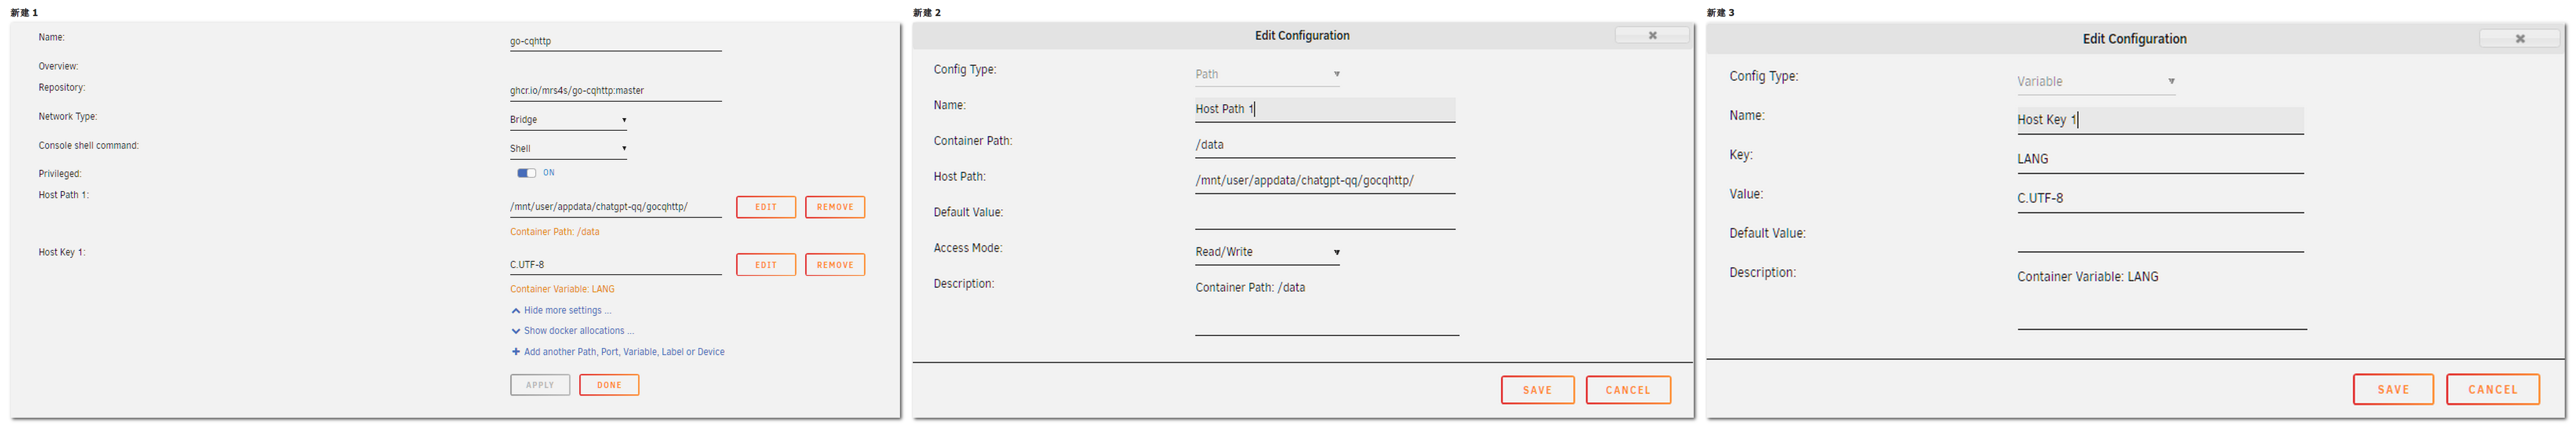 新建 1
Name:
go-cqhttp
Overview:
Repository:
ghcr.io/mrs4s/go-cqhttp:master
Network Type:
Bridge
Console shell command:
Shell
Privileged:
ON
Host Path 1:
/mnt/user/appdata/chatgpt-qq/gocqhttp/
EDIT
REMOVE
Container Path: /data
Host Key 1:
C.UTF-8
EDIT
REMOVE
Container Variable: LANG
Hide more settings ...
Show docker allocations ...
Add another Path, Port, Variable, Label or Device
APPLY
DONE
新建 2
Edit Configuration
Config Type:
Path
Name:
Host Path 1
Container Path:
/data
Host Path:
/mnt/user/appdata/chatgpt-qq/gocqhttp/
Default Value:
Access Mode:
Read/Write
Description:
Container Path: /data
SAVE
CANCEL
新建 3
Edit Configuration
Config Type:
Variable
Name:
Host Key 1
Key:
LANG
Value:
C.UTF-8
Default Value:
Description:
Container Variable: LANG
SAVE
CANCEL